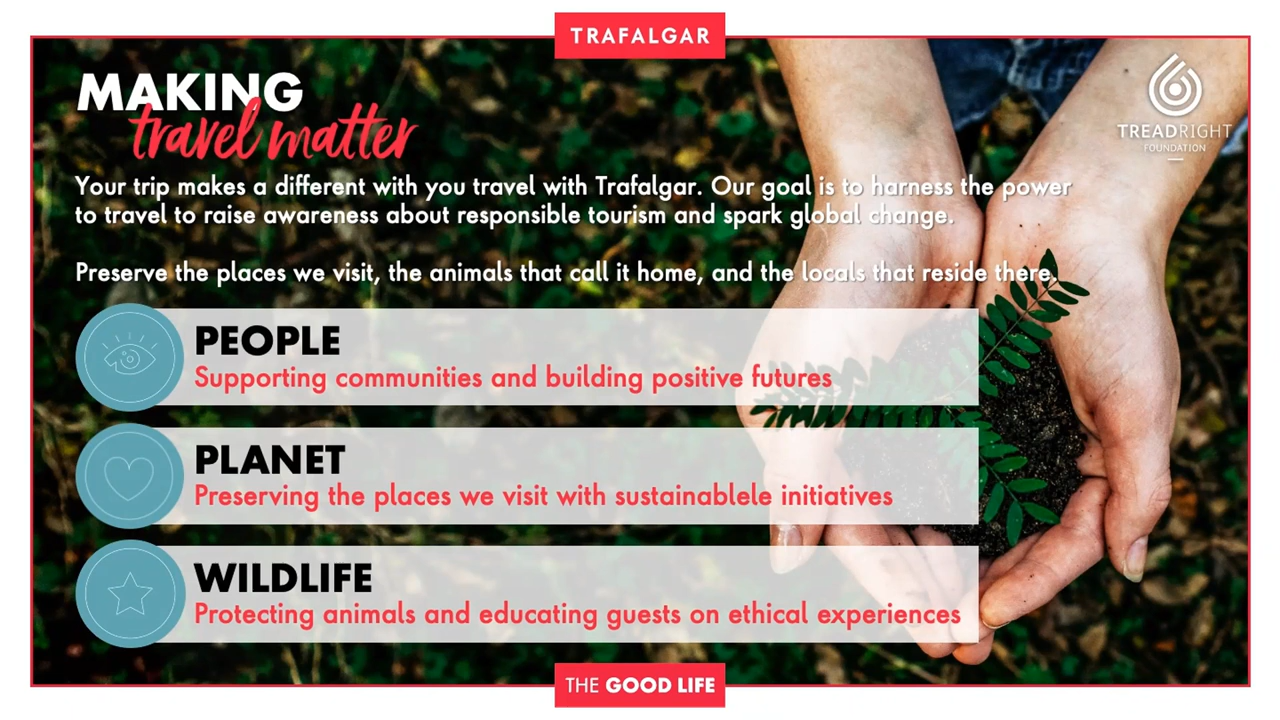 TRAFALGAR
MAKING
travel matter
TREADRIGHT
FOUNDATION
Your trip makes a different with you travel with Trafalgar. Our goal is to harness the power
to travel to raise awareness about responsible tourism and spark global change.
Preserve the places we visit, the animals that call it home, and the locals that reside there.
PEOPLE
Supporting communities and building positive futures
PLANET
Preserving the places we visit with sustainablele initiatives
WILDLIFE
Protecting animals and educating guests on ethical experiences
THE GOOD LIFE